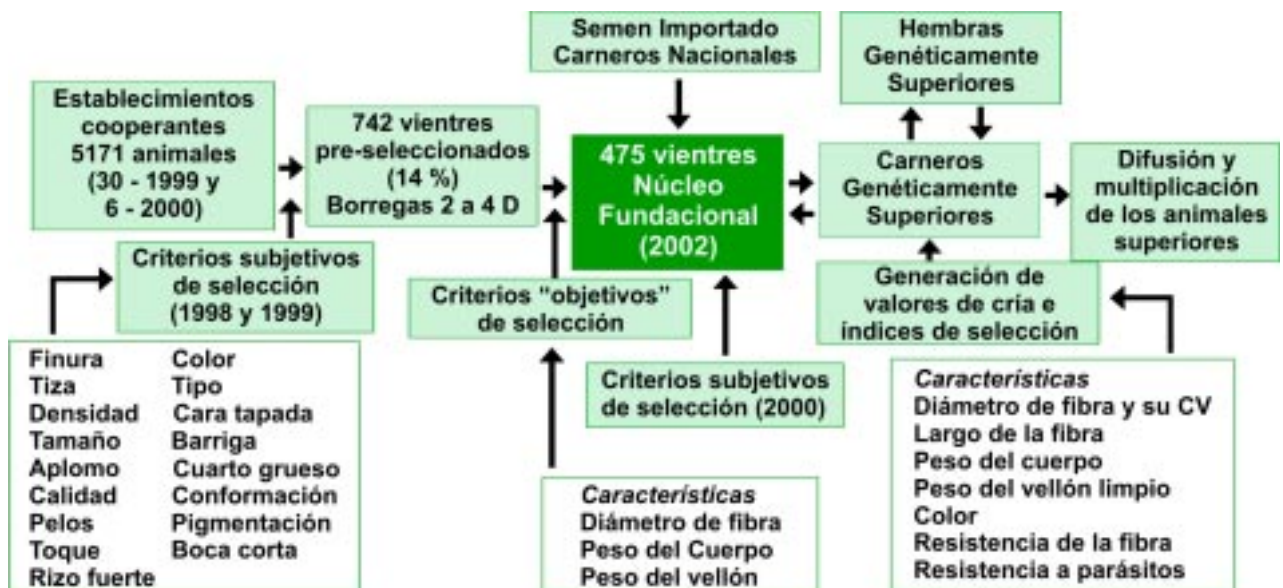 Semen Importado
Carneros Nacionales
Hembras
Genéticamente
Superiores
Establecimientos
cooperantes
5171 animales
(30 - 1999 y
6 - 2000)
742 vientres
pre-seleccionados
(14 %)
Borregas 2 a 4 D
475 vientres
Núcleo
Fundacional
(2002)
Carneros
Genéticamente
Superiores
Difusión y
multiplicación
de los animales
superiores
Criterios subjetivos
de selección
(1998 y 1999)
Criterios "objetivos"
de selección
Generación de
valores de cría e
índices de selección
Criterios subjetivos
de selección (2000)
Finura
Tiza
Densidad
Tamaño
Aplomo
Calidad
Pelos
Toque
Rizo fuerte
Color
Tipo
Cara tapada
Barriga
Cuarto grueso
Conformación
Pigmentación
Boca corta
Características
Diámetro de fibra
Peso del Cuerpo
Peso del vellón
Características
Diámetro de fibra y su CV
Largo de la fibra
Peso del cuerpo
Peso del vellón limpio
Color
Resistencia de la fibra
Resistencia a parásitos